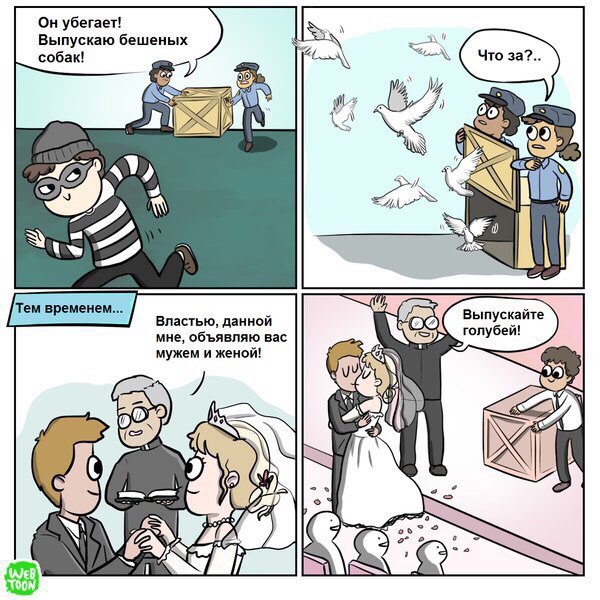 Он убегает!
Выпускаю бешеных
собак!
Что за?..
Тем временем...
Властью, данной
мне, объявляю вас
мужем и женой!
Выпускайте
голубей!
WEB
TOON